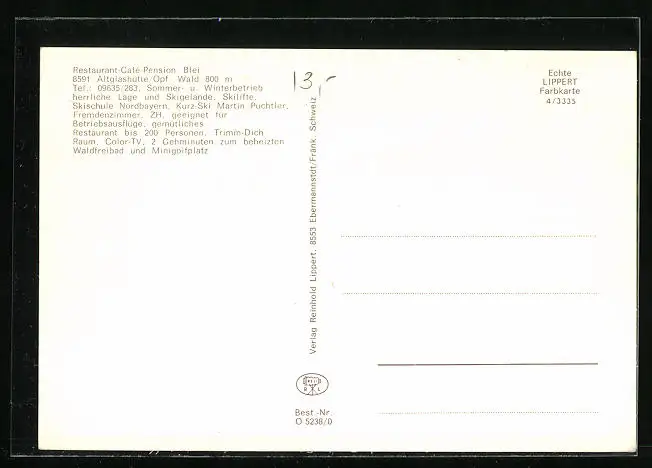 Restaurant-Café-Pension Blei
8591 Altglashütte/Opf. Wald 800 m
Tel.: 09635/283, Sommer- u. Winterbetrieb
herrliche Lage und Skigelände, Skilifte,
Skischule Nordbayern, Kurz-Ski Martin Puchtler,
Fremdenzimmer, ZH, geeignet für
Betriebsausflüge, gemütliches
Restaurant bis 200 Personen, Trimm-Dich
Raum, Color-TV, 2 Gehminuten zum beheizten
Waldfreibad und Minigolfplatz
13,-
Echte
LIPPERT
Farbkarte
4/3335
Verlag Reinhold Lippert, 8553 Ebermannstdt/Fränk. Schweiz
R L
Best.-Nr.
O 5238/0